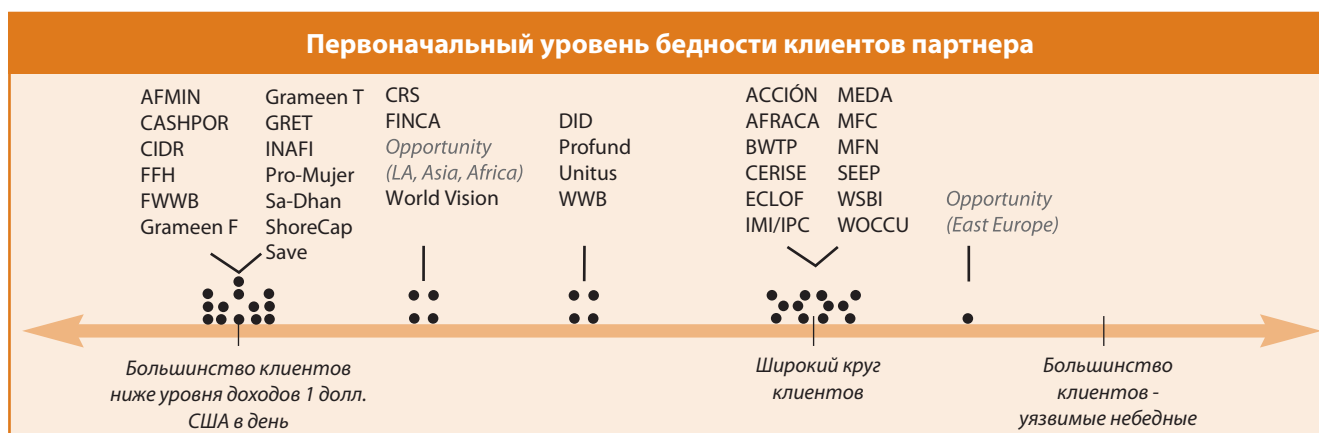 Первоначальный уровень бедности клиентов партнера
AFMIN
CASHPOR
CIDR
FFH
FWWB
Grameen F
Grameen T
GRET
INAFI
Pro-Mujer
Sa-Dhan
ShoreCap
Save
CRS
FINCA
Opportunity
(LA, Asia, Africa)
World Vision
DID
Profund
Unitus
WWB
ACCIÓN
AFRACA
BWTP
CERISE
ECLOF
IMI/IPC
MEDA
MFC
MFN
SEEP
WSBI
WOCCU
Opportunity
(East Europe)
Большинство клиентов
ниже уровня доходов 1 долл.
США в день
Широкий круг
клиентов
Большинство
клиентов -
уязвимые небедные